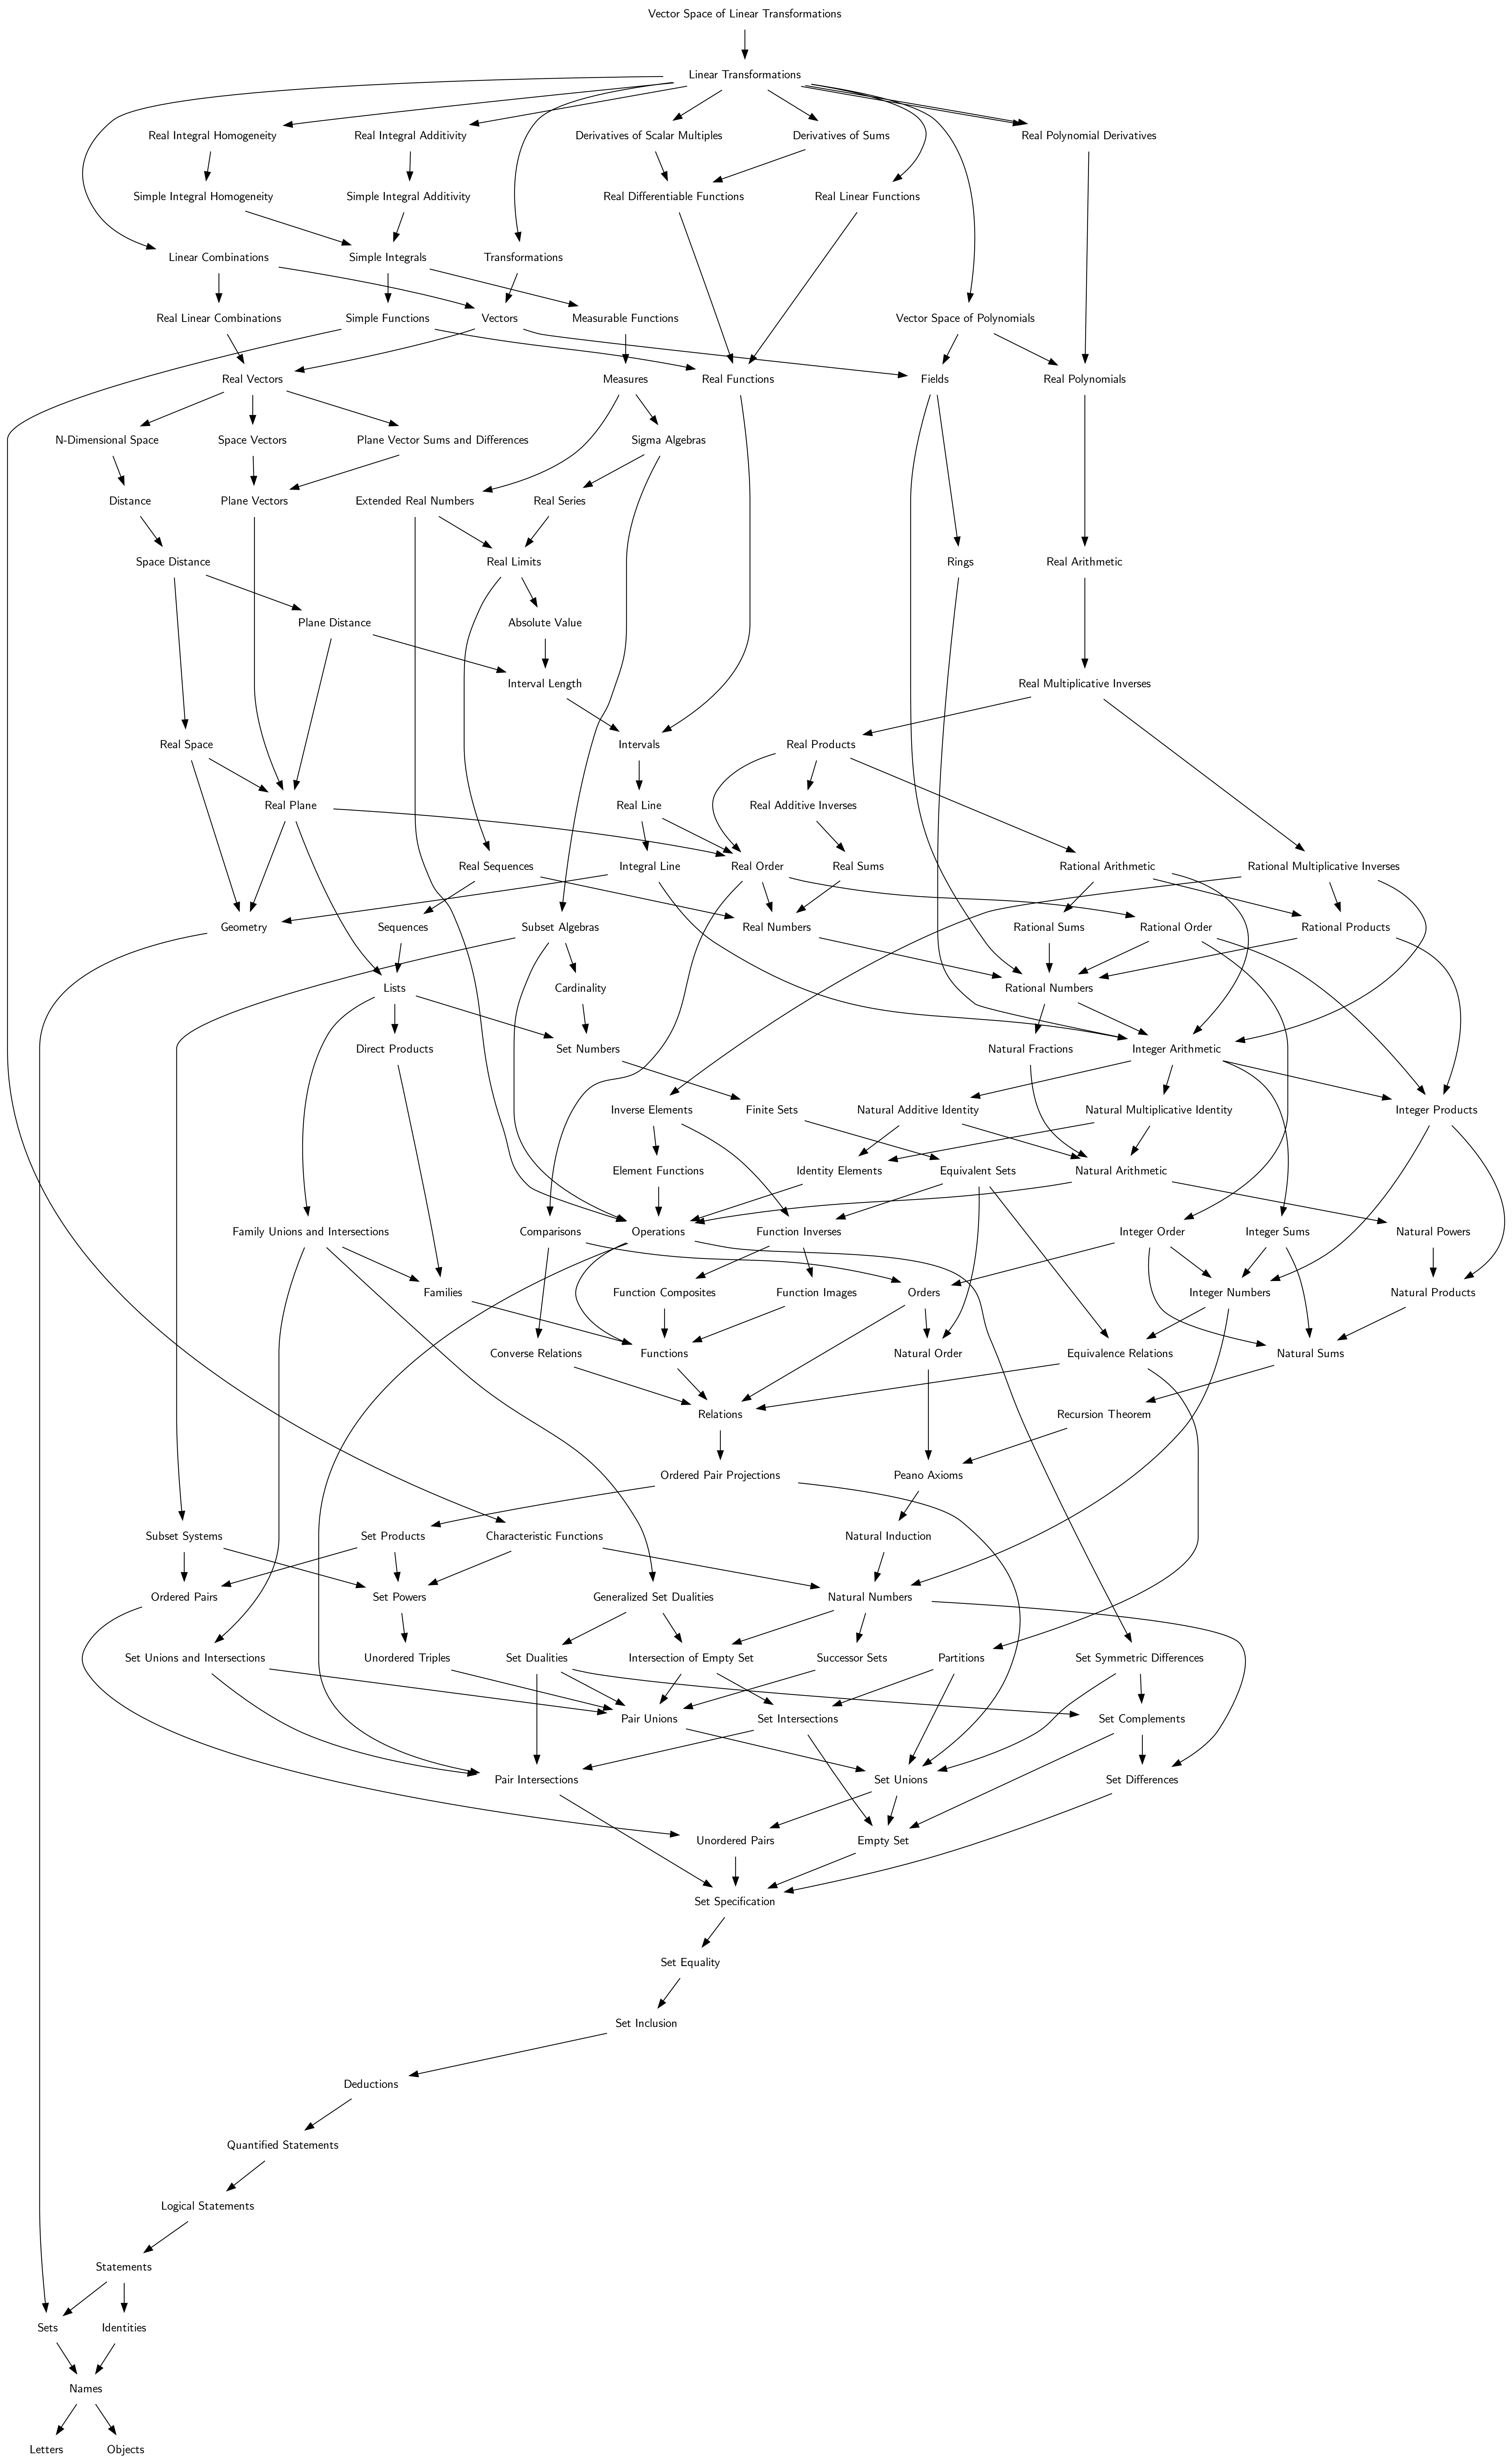 Vector Space of Linear Transformations
Linear Transformations
Real Integral Homogeneity
Real Integral Additivity
Derivatives of Scalar Multiples
Derivatives of Sums
Real Polynomial Derivatives
Simple Integral Homogeneity
Simple Integral Additivity
Real Differentiable Functions
Real Linear Functions
Linear Combinations
Simple Integrals
Transformations
Real Linear Combinations
Simple Functions
Vectors
Measurable Functions
Vector Space of Polynomials
Real Vectors
Measures
Real Functions
Fields
Real Polynomials
N-Dimensional Space
Space Vectors
Plane Vector Sums and Differences
Sigma Algebras
Distance
Plane Vectors
Extended Real Numbers
Real Series
Space Distance
Real Limits
Rings
Real Arithmetic
Plane Distance
Absolute Value
Interval Length
Real Multiplicative Inverses
Real Space
Intervals
Real Products
Real Plane
Real Line
Real Additive Inverses
Real Sequences
Integral Line
Real Order
Real Sums
Rational Arithmetic
Rational Multiplicative Inverses
Geometry
Sequences
Subset Algebras
Real Numbers
Rational Sums
Rational Order
Rational Products
Lists
Cardinality
Rational Numbers
Direct Products
Set Numbers
Natural Fractions
Integer Arithmetic
Inverse Elements
Finite Sets
Natural Additive Identity
Natural Multiplicative Identity
Integer Products
Element Functions
Identity Elements
Equivalent Sets
Natural Arithmetic
Family Unions and Intersections
Comparisons
Operations
Function Inverses
Integer Order
Integer Sums
Natural Powers
Families
Function Composites
Function Images
Orders
Integer Numbers
Natural Products
Converse Relations
Functions
Natural Order
Equivalence Relations
Natural Sums
Relations
Recursion Theorem
Ordered Pair Projections
Peano Axioms
Subset Systems
Set Products
Characteristic Functions
Natural Induction
Ordered Pairs
Set Powers
Generalized Set Dualities
Natural Numbers
Set Unions and Intersections
Unordered Triples
Set Dualities
Intersection of Empty Set
Successor Sets
Partitions
Set Symmetric Differences
Pair Unions
Set Intersections
Set Complements
Pair Intersections
Set Unions
Set Differences
Unordered Pairs
Empty Set
Set Specification
Set Equality
Set Inclusion
Deductions
Quantified Statements
Logical Statements
Statements
Sets
Identities
Names
Letters
Objects